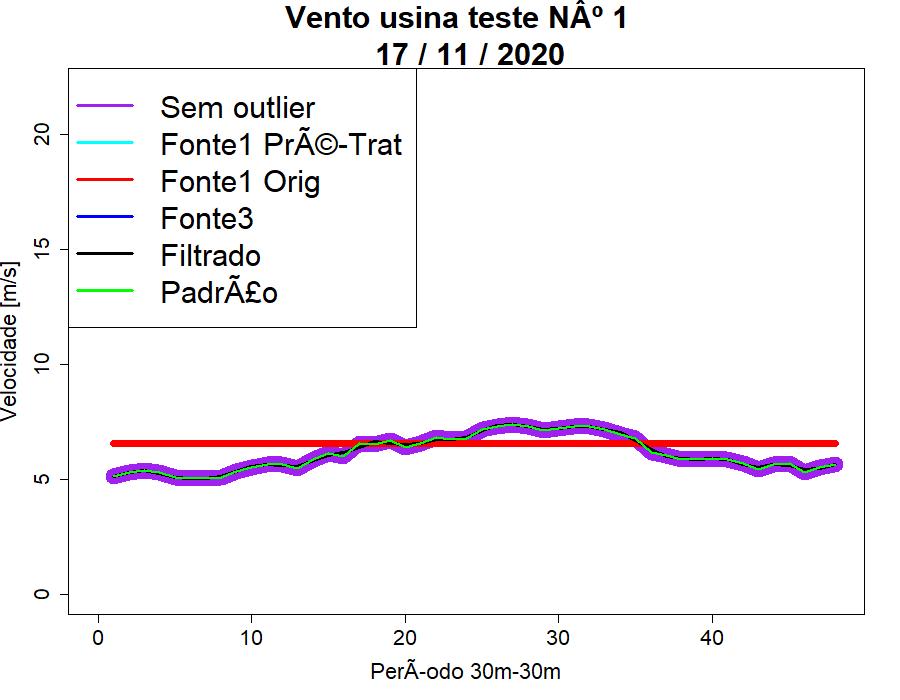 Vento usina teste NÂº 1
17 / 11 / 2020
Sem outlier
Fonte1 PrÃ©-Trat
Fonte1 Orig
Fonte3
Filtrado
PadrÃ£o
Velocidade [m/s]
20
15
10
5
0
0 10 20 30 40
PerÃ-odo 30m-30m